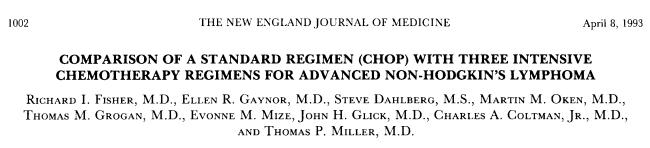 1002 THE NEW ENGLAND JOURNAL OF MEDICINE April 8, 1993
COMPARISON OF A STANDARD REGIMEN (CHOP) WITH THREE INTENSIVE
CHEMOTHERAPY REGIMENS FOR ADVANCED NON-HODGKIN'S LYMPHOMA
RICHARD I. FISHER, M.D., ELLEN R. GAYNOR, M.D., STEVE DAHLBERG, M.S., MARTIN M. OKEN, M.D.,
THOMAS M. GROGAN, M.D., EVONNE M. MIZE, JOHN H. GLICK, M.D., CHARLES A. COLTMAN, JR., M.D.,
AND THOMAS P. MILLER, M.D.